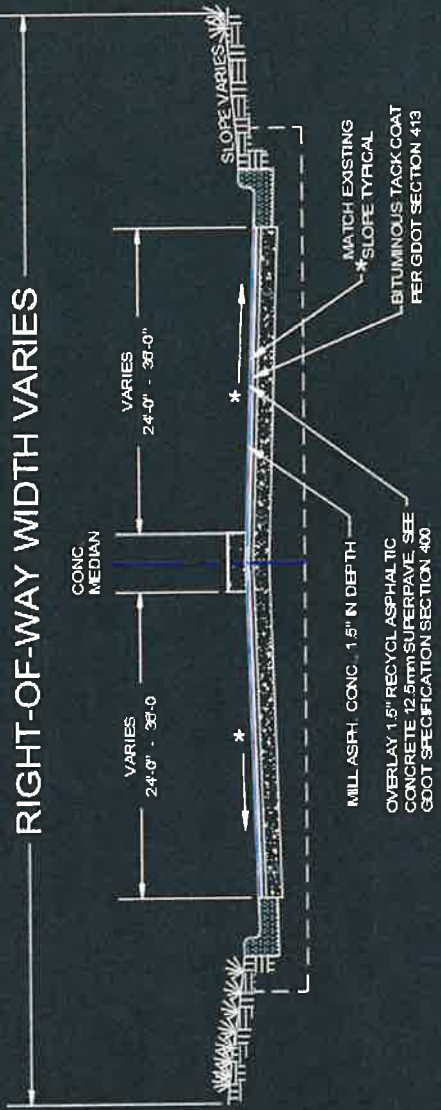 RIGHT-OF-WAY WIDTH VARIES
CONC.
MEDIAN
VARIES
24'-0" - 36'-0
VARIES
24'-0" - 36'-0"
SLOPE VARIES
*
*
MILL ASPH. CONC. 1.5" IN DEPTH
OVERLAY 1.5" RECYCL ASPHALTIC
CONCRETE 12.5mm SUPERPAVE, SEE
GDOT SPECIFICATION SECTION 400
MATCH EXISTING
*SLOPE TYPICAL
BITUMINOUS TACK COAT
PER GDOT SECTION 413